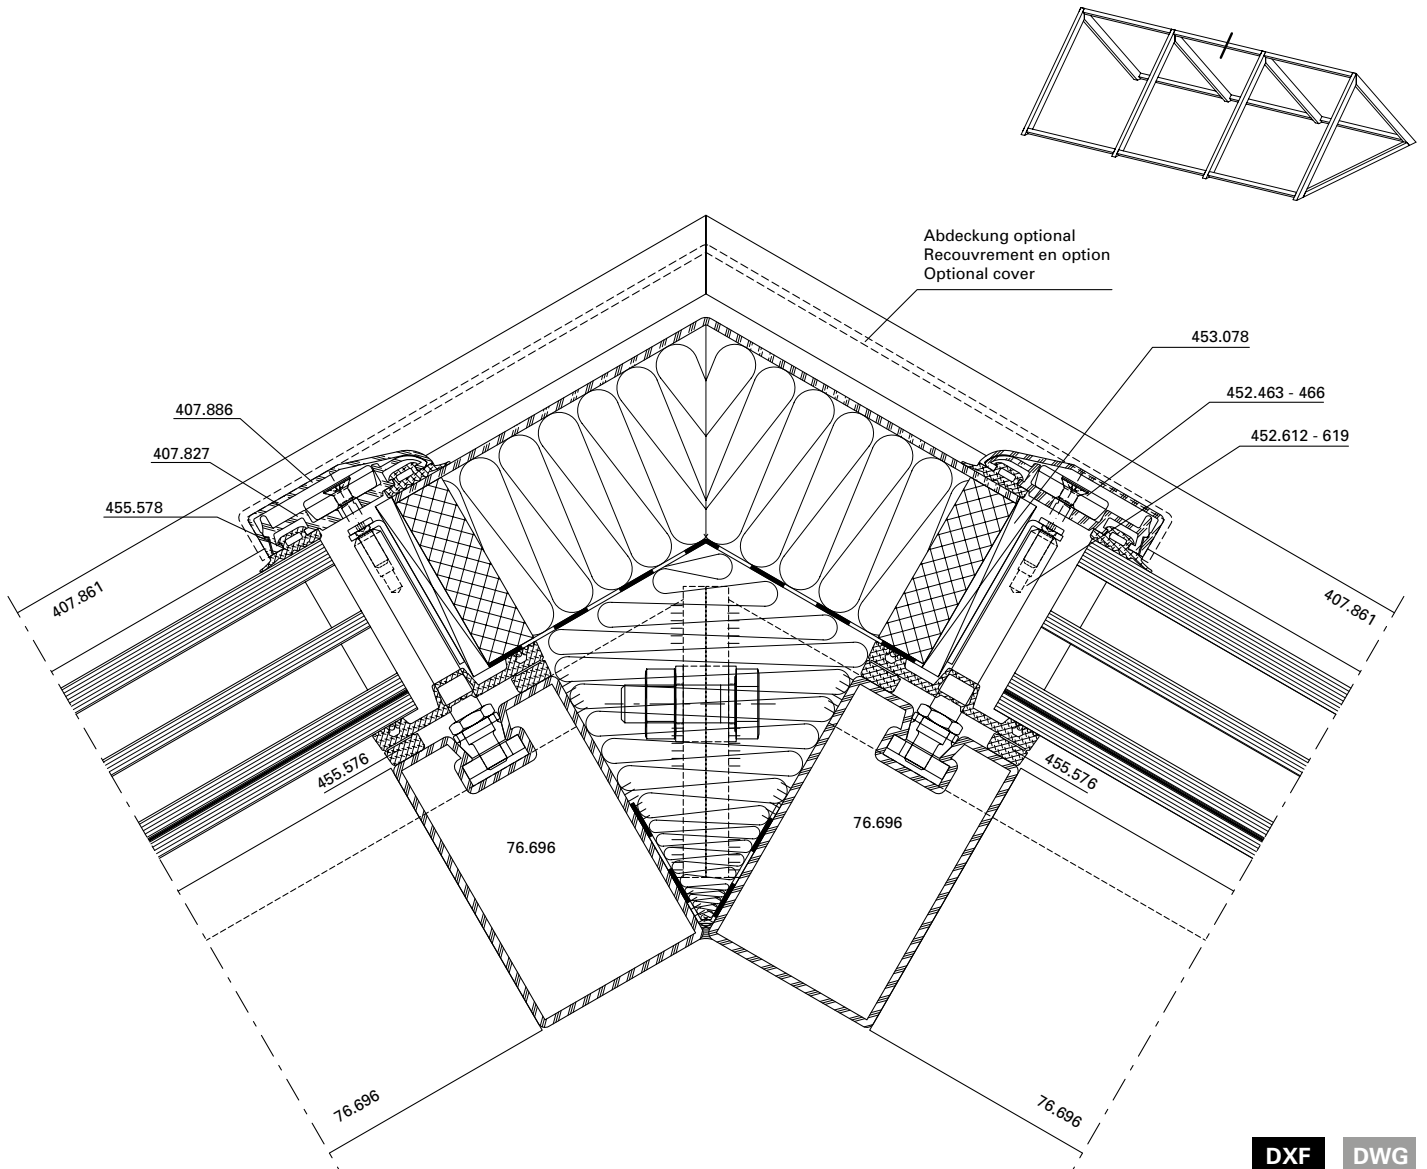 Abdeckung optional
Recouvrement en option
Optional cover
453.078
452.463 - 466
407.886
452.612 - 619
407.827
455.578
407.861
407.861
455.576
455.576
76.696
76.696
76.696
76.696
DXF
DWG